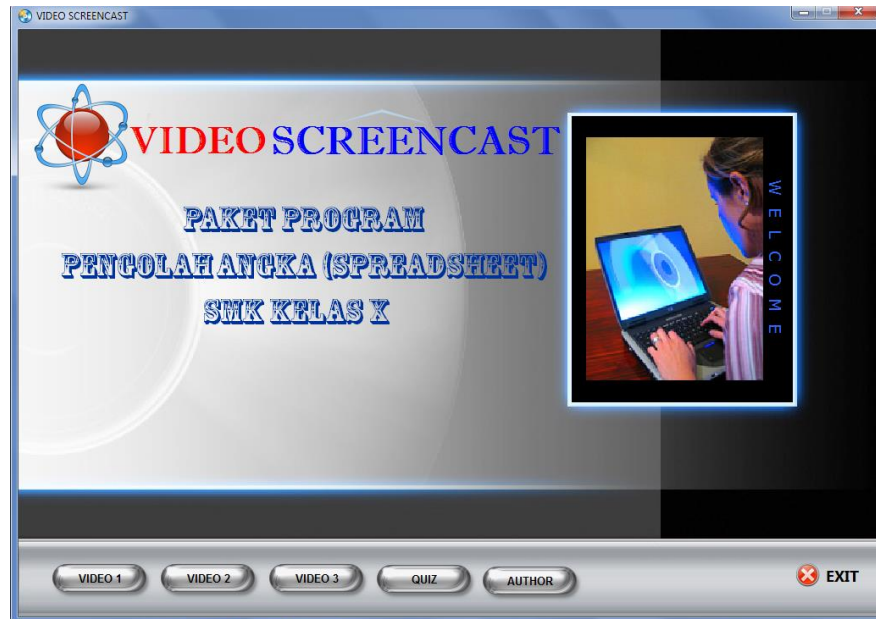 VIDEO SCREENCAST
VIDEO SCREENCAST
PAKET PROGRAM
PENGOLAH ANGKA (SPREADSHEET)
SMK KELAS X
WELCOME
VIDEO 1
VIDEO 2
VIDEO 3
QUIZ
AUTHOR
EXIT